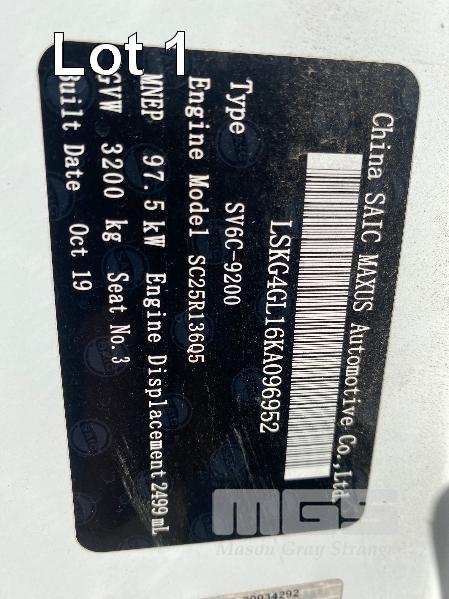 Lot 1
China SAIC MAXUS Automotive Co.,Ltd
LSKG4GL16KA096952
Type SV6C-9200
Engine Model SC25R136Q5
MNEP 97.5 kW Engine Displacement 2499 mL
GVW 3200 kg Seat No.3
Built Date Oct 19
MGS
Mason Gray Strange